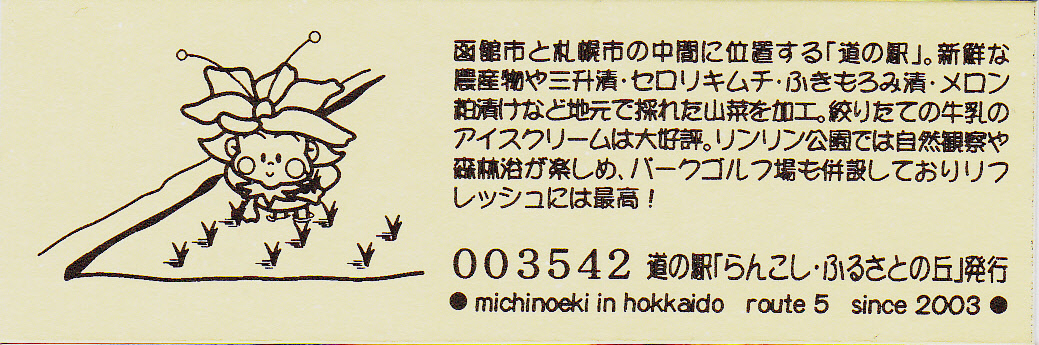 函館市と札幌市の中間に位置する「道の駅」。新鮮な
農産物や三升漬・セロリキムチ・ふきもろみ漬・メロン
粕漬けなど地元で採れた山菜を加工。絞りたての牛乳の
アイスクリームは大好評。リンリン公園では自然観察や
森林浴が楽しめ、パークゴルフ場も併設しておりリフ
レッシュには最高！
003542 道の駅「らんこし・ふるさとの丘」発行
● michinoeki in hokkaido route 5 since 2003 ●